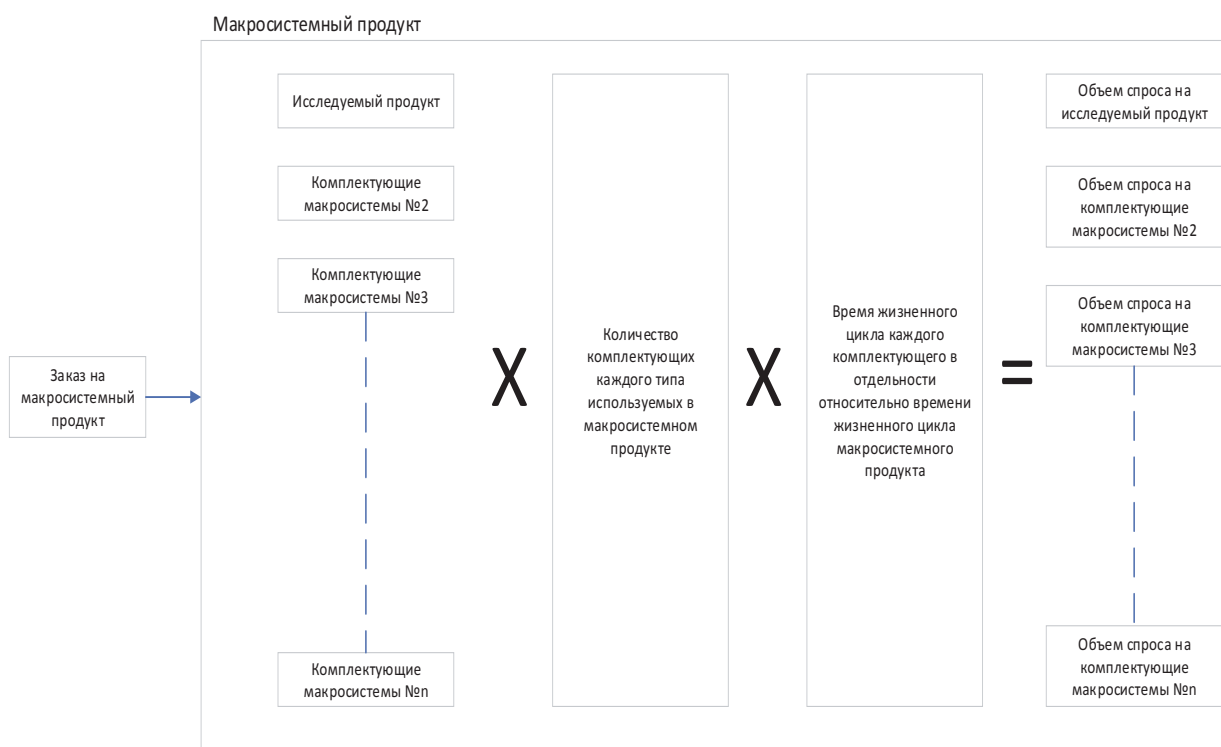 Макросистемный продукт
Заказ на
макросистемный
продукт
Исследуемый продукт
Комплектующие
макросистемы №2
Комплектующие
макросистемы №3
Комплектующие
макросистемы №n
X
Количество
комплектующих
каждого типа
используемых в
макросистемном
продукте
X
Время жизненного
цикла каждого
комплектующего в
отдельности
относительно времени
жизненного цикла
макросистемного
продукта
=
Объем спроса на
исследуемый продукт
Объем спроса на
комплектующие
макросистемы №2
Объем спроса на
комплектующие
макросистемы №3
Объем спроса на
комплектующие
макросистемы №n